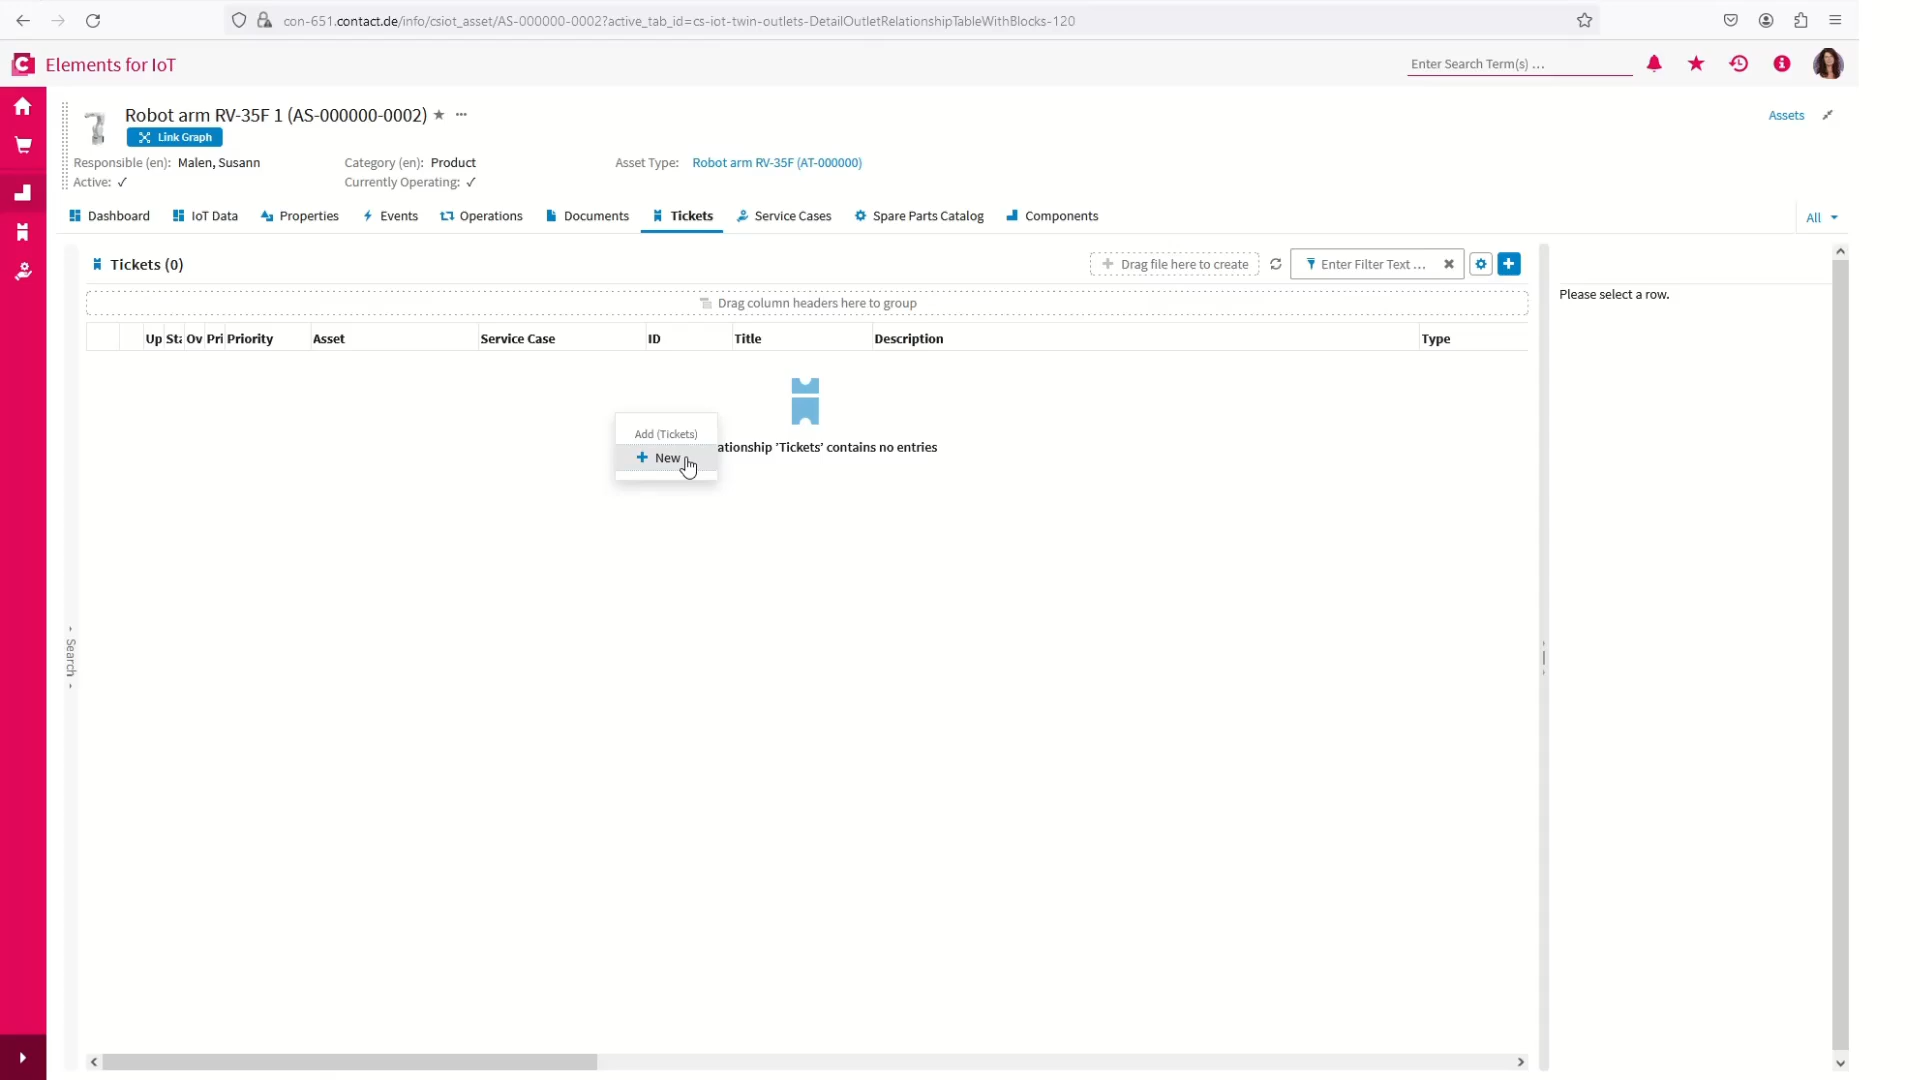 con-651.contact.de/info/csiot_asset/AS-000000-0002?active_tab_id=cs-iot-twin-outlets-DetailOutletRelationshipTableWithBlocks-120
Elements for IoT
Enter Search Term(s) ...
Robot arm RV-35F 1 (AS-000000-0002)
Assets
Link Graph
Responsible (en): Malen, Susann
Category (en): Product
Asset Type: Robot arm RV-35F (AT-000000)
Active: ✓
Currently Operating: ✓
Dashboard IoT Data Properties Events Operations Documents Tickets Service Cases Spare Parts Catalog Components All
Tickets (0)
Drag file here to create
Enter Filter Text ...
Please select a row.
Drag column headers here to group
Up Sta Ov Pri Priority Asset Service Case ID Title Description Type
Add (Tickets)
ationship 'Tickets' contains no entries
New
Search